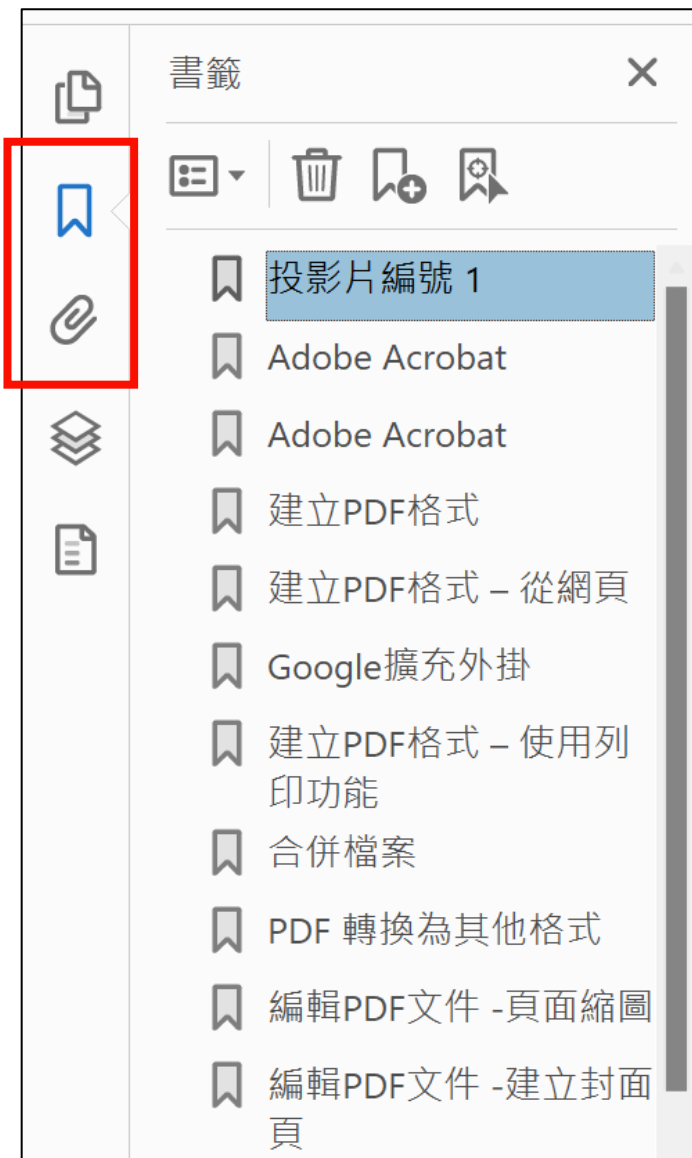 書籤
投影片編號 1
Adobe Acrobat
Adobe Acrobat
建立PDF格式
建立PDF格式 – 從網頁
Google擴充外掛
建立PDF格式 – 使用列
印功能
合併檔案
PDF 轉換為其他格式
編輯PDF文件 -頁面縮圖
編輯PDF文件 -建立封面
頁